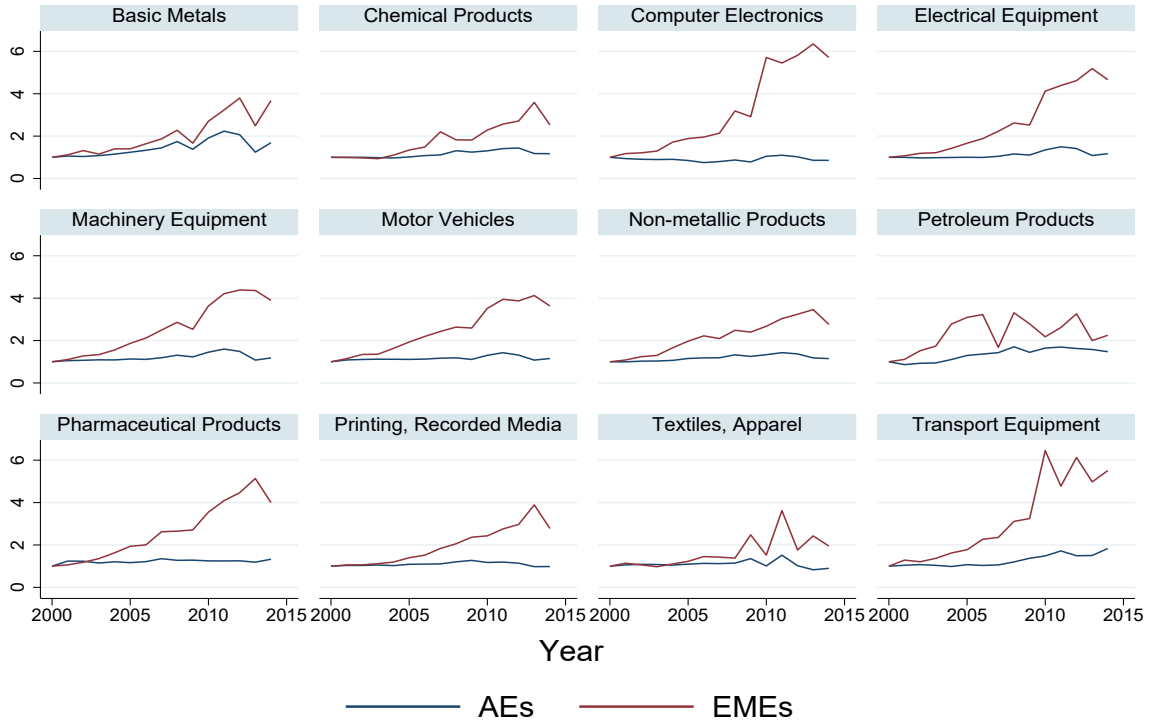 Basic Metals Chemical Products Computer Electronics Electrical Equipment
6
4
2
0
Machinery Equipment Motor Vehicles Non-metallic Products Petroleum Products
6
4
2
0
Pharmaceutical Products Printing, Recorded Media Textiles, Apparel Transport Equipment
6
4
2
0
2000 2005 2010 2015 2000 2005 2010 2015 2000 2005 2010 2015 2000 2005 2010 2015
Year
AEs EMEs